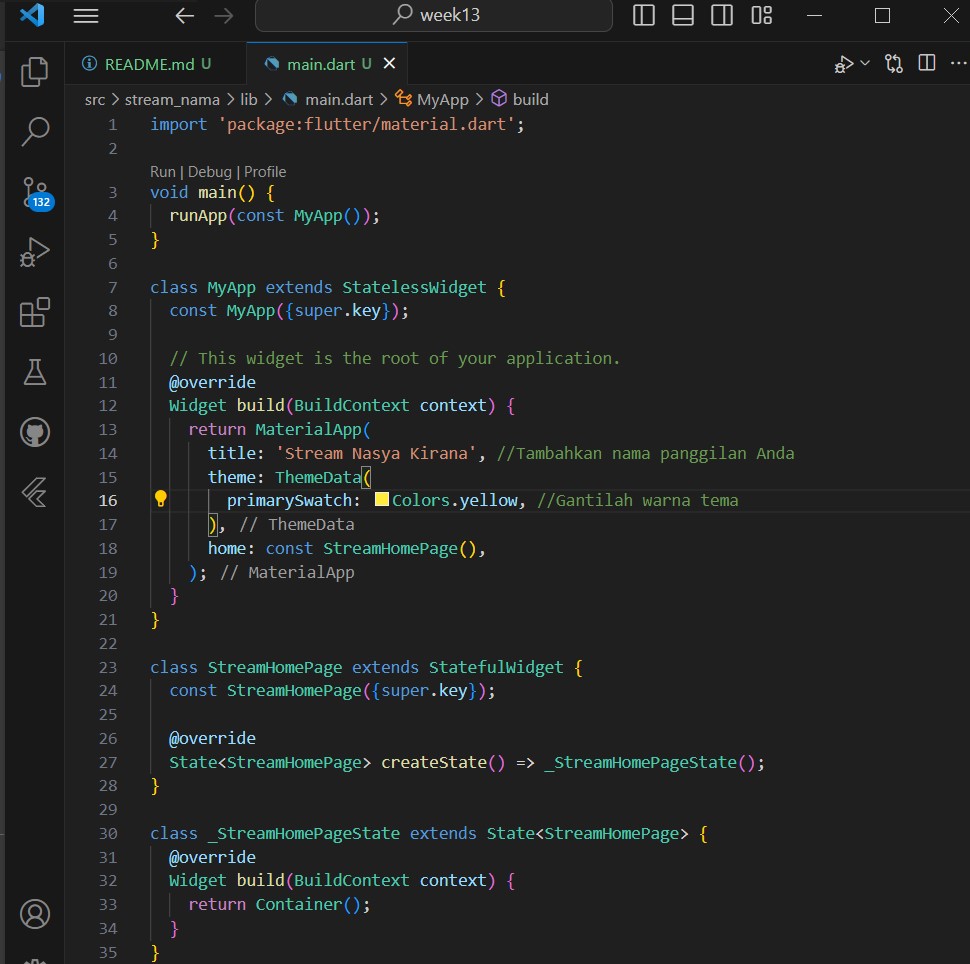 week13
README.md U
main.dart U
src > stream_nama > lib > main.dart > MyApp > build
1 import 'package:flutter/material.dart';
2
Run | Debug | Profile
3 void main() {
4   runApp(const MyApp());
5 }
6
7 class MyApp extends StatelessWidget {
8   const MyApp({super.key});
9
10   // This widget is the root of your application.
11   @override
12   Widget build(BuildContext context) {
13     return MaterialApp(
14       title: 'Stream Nasya Kirana', //Tambahkan nama panggilan Anda
15       theme: ThemeData(
16         primarySwatch: Colors.yellow, //Gantilah warna tema
17       ), // ThemeData
18       home: const StreamHomePage(),
19     ); // MaterialApp
20   }
21 }
22
23 class StreamHomePage extends StatefulWidget {
24   const StreamHomePage({super.key});
25
26   @override
27   State<StreamHomePage> createState() => _StreamHomePageState();
28 }
29
30 class _StreamHomePageState extends State<StreamHomePage> {
31   @override
32   Widget build(BuildContext context) {
33     return Container();
34   }
35 }
132